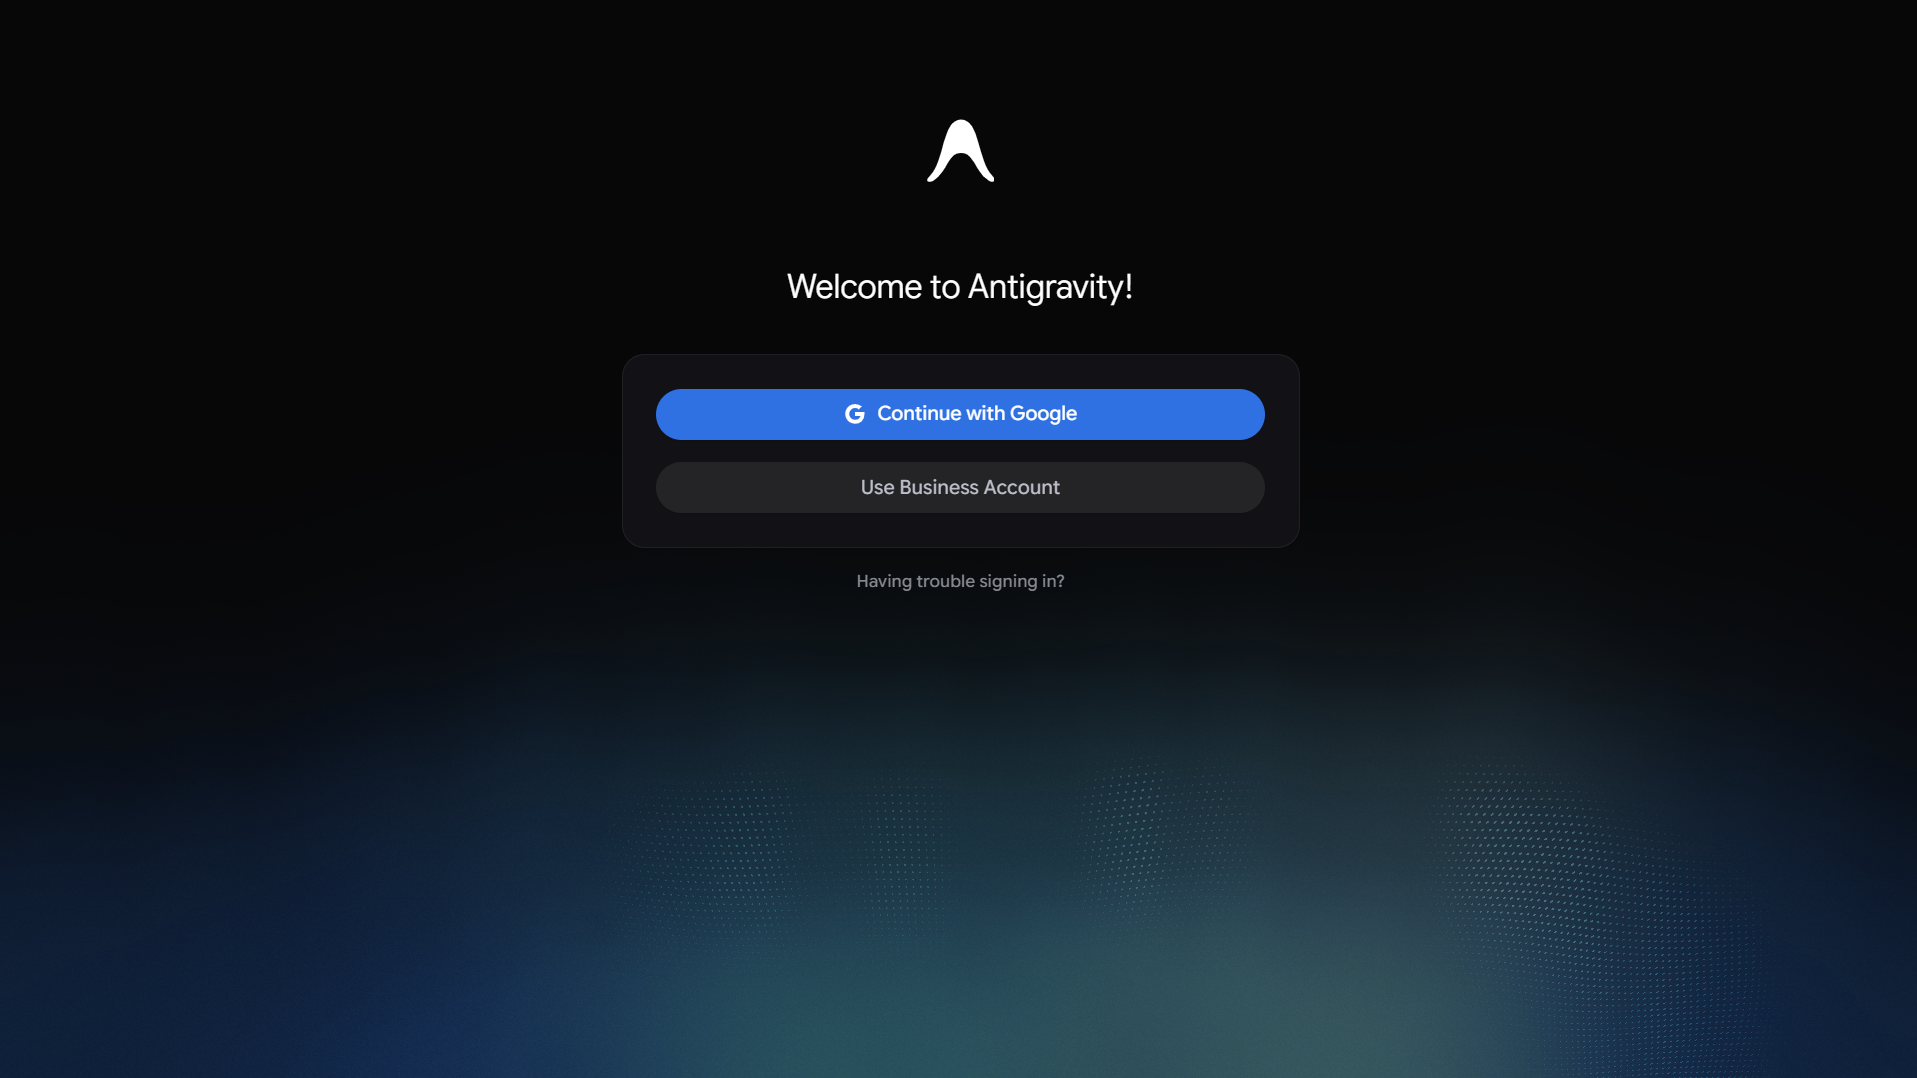 Welcome to Antigravity!
Continue with Google
Use Business Account
Having trouble signing in?